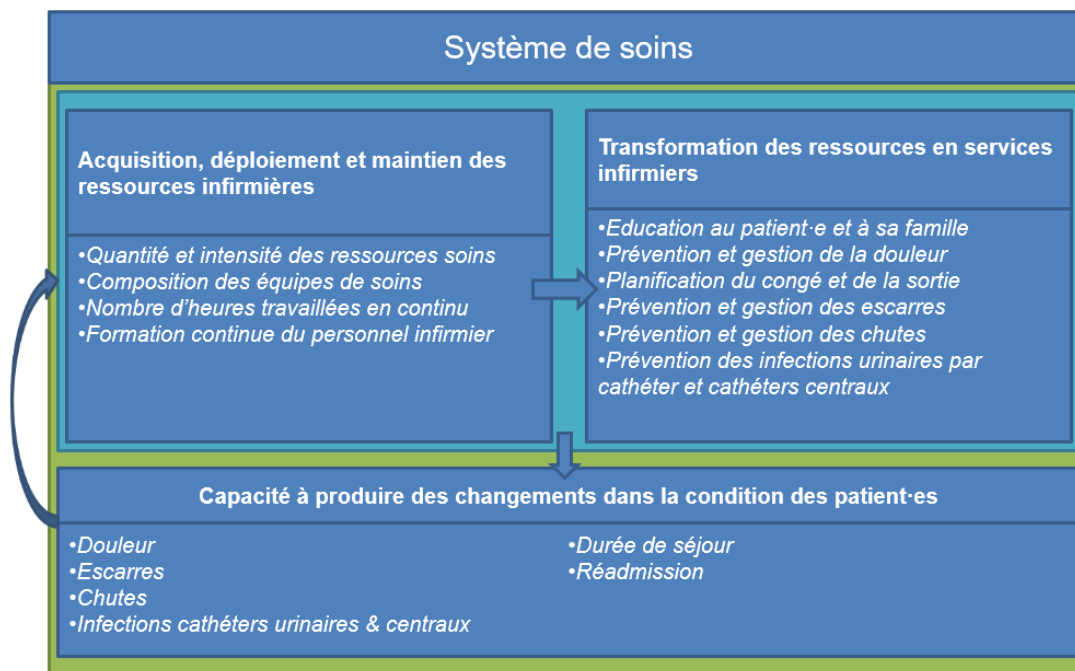 Système de soins
Acquisition, déploiement et maintien des
ressources infirmières
•Quantité et intensité des ressources soins
•Composition des équipes de soins
•Nombre d’heures travaillées en continu
•Formation continue du personnel infirmier
Transformation des ressources en services
infirmiers
•Education au patient·e et à sa famille
•Prévention et gestion de la douleur
•Planification du congé et de la sortie
•Prévention et gestion des escarres
•Prévention et gestion des chutes
•Prévention des infections urinaires par
cathéter et cathéters centraux
Capacité à produire des changements dans la condition des patient·es
•Douleur
•Escarres
•Chutes
•Infections cathéters urinaires & centraux
•Durée de séjour
•Réadmission